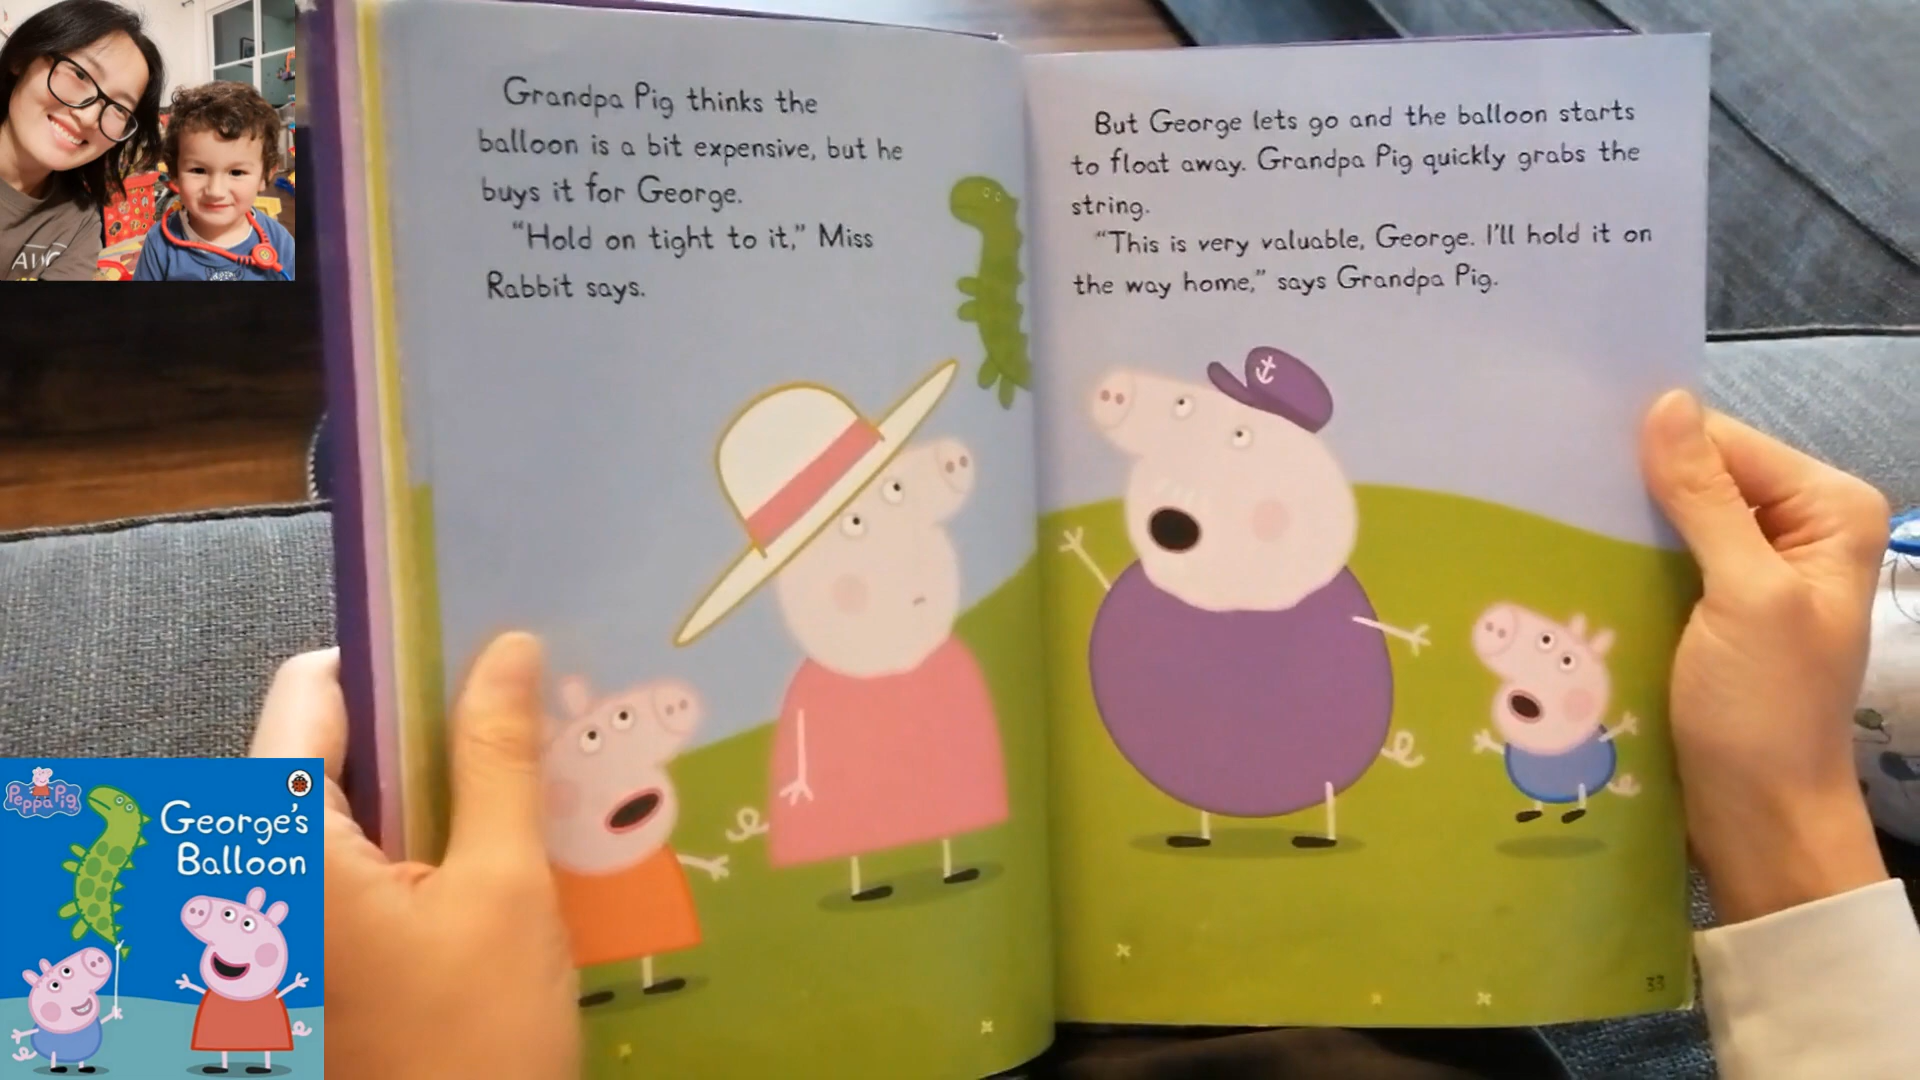 Grandpa Pig thinks the
balloon is a bit expensive, but he
buys it for George.
“Hold on tight to it,” Miss
Rabbit says.
But George lets go and the balloon starts
to float away. Grandpa Pig quickly grabs the
string.
“This is very valuable, George. I'll hold it on
the way home,” says Grandpa Pig.
33
Peppa Pig
George's
Balloon